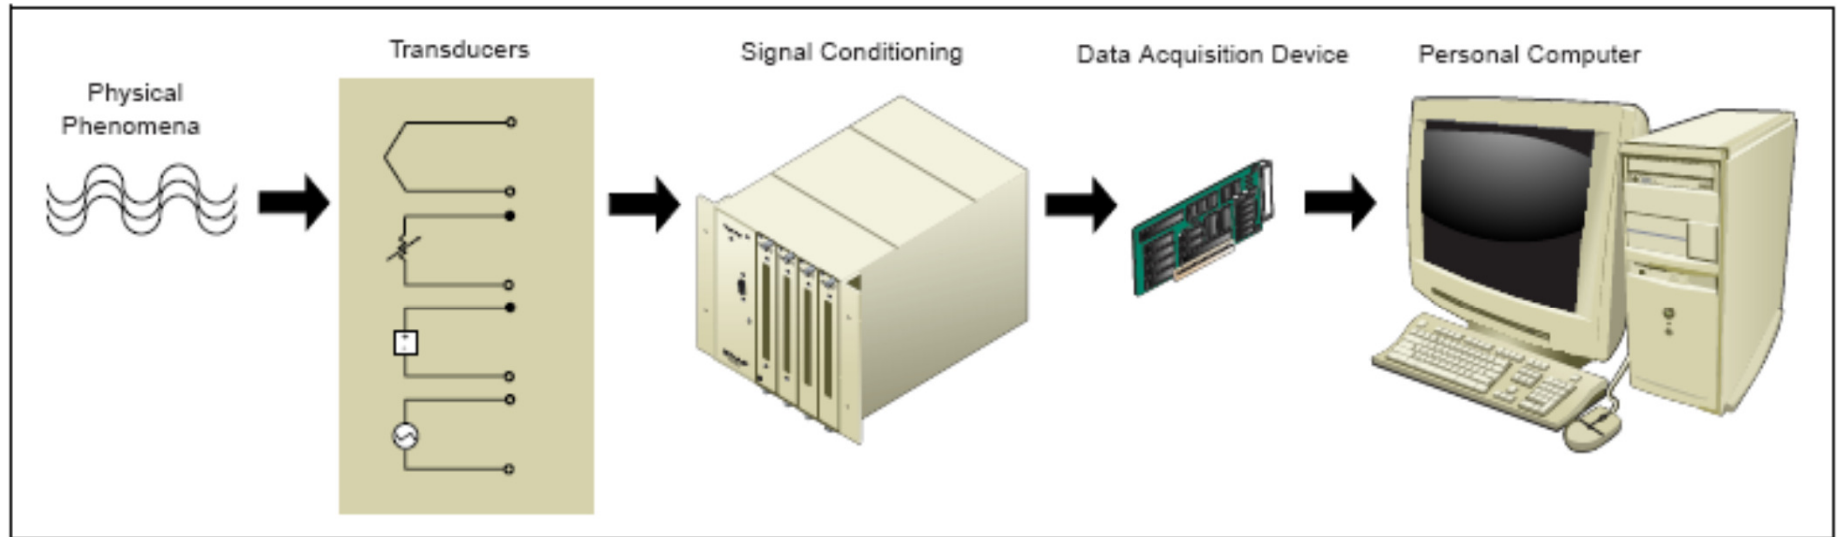 Physical
Phenomena
Transducers
Signal Conditioning
Data Acquisition Device
Personal Computer